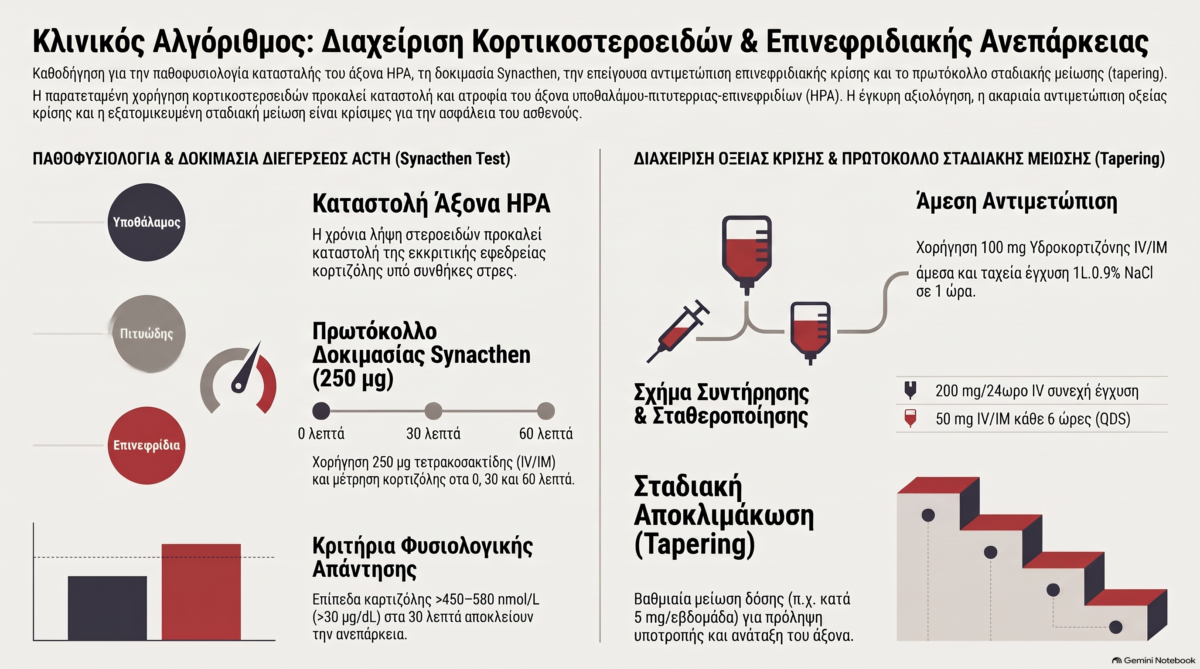 Κλινικός Αλγόριθμος: Διαχείριση Κορτικοστεροειδών & Επινεφριδιακής Ανεπάρκειας
Καθοδήγηση για την παθοφυσιολογία κατασταλής του άξονα HPA, τη δοκιμασία Synacthen, την επείγουσα αντιμετώπιση επινεφριδιακής κρίσης και το πρωτόκολλο σταδιακής μείωσης (tapering).
Η παρατεταμένη χορήγηση κορτικοστερσειδών προκαλεί καταστολή και ατροφία του άξονα υποθαλάμου-πιτυτερριας-επινεφριδίων (HPA). Η έγκυρη αξιολόγηση, η ακαριαία αντιμετώπιση οξείας
κρίσης και η εξατομικευμένη σταδιακή μείωση είναι κρίσιμες για την ασφάλεια του ασθενούς.
ΠΑΘΟΦΥΣΙΟΛΟΓΙΑ & ΔΟΚΙΜΑΣΙΑ ΔΙΕΓΕΡΣΕΩΣ ACTH (Synacthen Test)
Υποθάλαμος
Καταστολή Άξονα HPA
Η χρόνια λήψη στεροειδών προκαλεί
καταστολή της εκκριτικής εφεδρείας
κορτιζόλης υπό συνθήκες στρες.
Πιτυώδης
Πρωτόκολλο
Δοκιμασίας Synacthen
(250 μg)
0 λεπτά 30 λεπτά 60 λεπτά
Επινεφρίδια
Χορήγηση 250 μg τετρακοσακτίδης (IV/IM)
και μέτρηση κορτιζόλης οτα 0, 30 και 60 λεπτά.
Κριτήρια Φυσιολογικής
Απάντησης
Επίπεδα καρτιζόλης >450–580 nmol/L
(>30 μg/dL) στα 30 λεπτά αποκλείουν
την ανεπάρκεια.
ΔΙΑΧΕΙΡΙΣΗ ΟΞΕΙΑΣ ΚΡΙΣΗΣ & ΠΡΩΤΟΚΟΛΛΟ ΣΤΑΔΙΑΚΗΣ ΜΕΙΩΣΗΣ (Tapering)
Άμεση Αντιμετώπιση
Χορήγηση 100 mg Υδροκορτιζόνης IV/IM
άμεσα και ταχεία έγχυση 1L.0.9% NaCl
σε 1 ώρα.
Σχήμα Συντήρησης
& Σταθεροποίησης
200 mg/24ωρο IV συνεχή έγχυση
50 mg IV/IM κάθε 6 ώρες (QDS)
Σταδιακή
Αποκλιμάκωση
(Tapering)
Βαθμιαία μείωση δόσης (π.χ. κατά
5 mg/εβδομάδα) για πρόληψη
υποτροπής και ανάταξη του άξονα.
Gemini Notebook